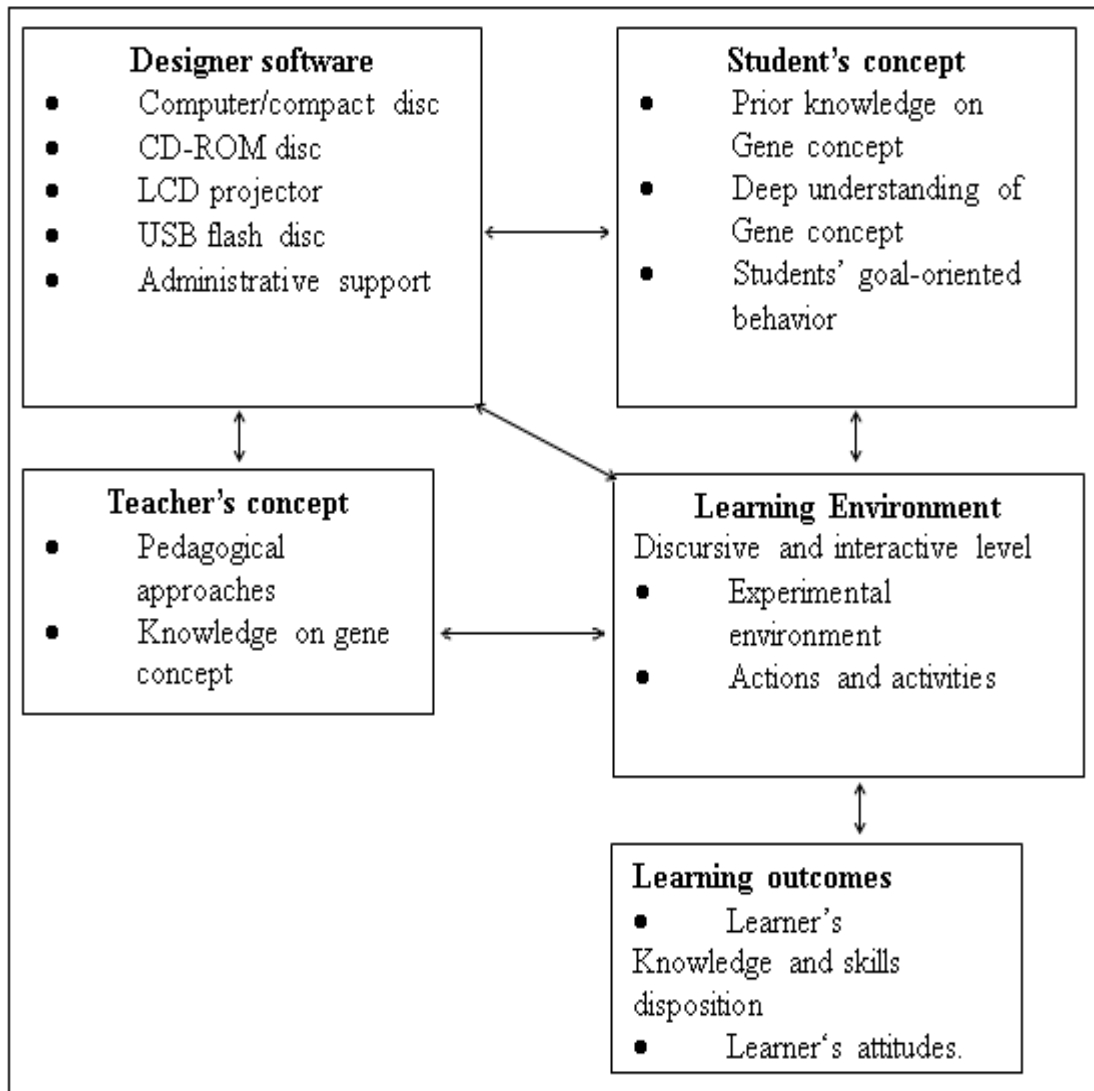 Designer software
● Computer/compact disc
● CD-ROM disc
● LCD projector
● USB flash disc
● Administrative support
Student's concept
● Prior knowledge on
Gene concept
● Deep understanding of
Gene concept
● Students' goal-oriented
behavior
Teacher's concept
● Pedagogical
approaches
● Knowledge on gene
concept
Learning Environment
Discursive and interactive level
● Experimental
environment
● Actions and activities
Learning outcomes
● Learner's
Knowledge and skills
disposition
● Learner‘s attitudes.